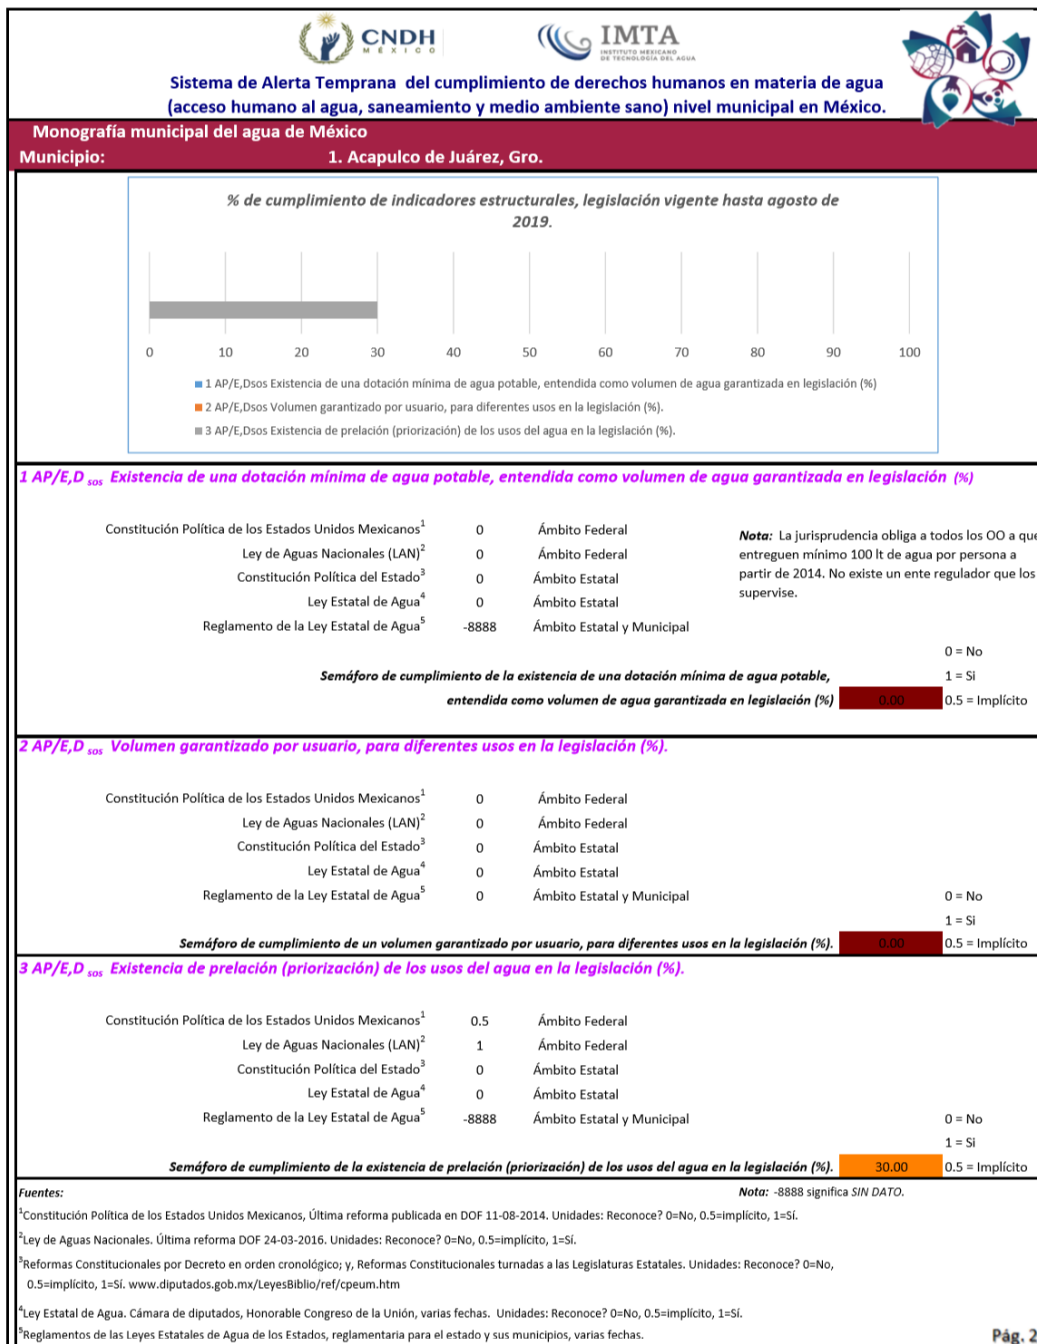 CNDH
MÉXICO
IMTA
INSTITUTO MEXICANO
DE TECNOLOGÍA DEL AGUA
Sistema de Alerta Temprana del cumplimiento de derechos humanos en materia de agua
(acceso humano al agua, saneamiento y medio ambiente sano) nivel municipal en México.
Monografía municipal del agua de México
Municipio: 1. Acapulco de Juárez, Gro.
% de cumplimiento de indicadores estructurales, legislación vigente hasta agosto de
2019.
0 10 20 30 40 50 60 70 80 90 100
1 AP/E,Dsos Existencia de una dotación mínima de agua potable, entendida como volumen de agua garantizada en legislación (%)
2 AP/E,Dsos Volumen garantizado por usuario, para diferentes usos en la legislación (%).
3 AP/E,Dsos Existencia de prelación (priorización) de los usos del agua en la legislación (%).
1 AP/E,D sos Existencia de una dotación mínima de agua potable, entendida como volumen de agua garantizada en legislación (%)
Constitución Política de los Estados Unidos Mexicanos1 0 Ámbito Federal
Ley de Aguas Nacionales (LAN)2 0 Ámbito Federal
Constitución Política del Estado3 0 Ámbito Estatal
Ley Estatal de Agua4 0 Ámbito Estatal
Reglamento de la Ley Estatal de Agua5 -8888 Ámbito Estatal y Municipal
Nota: La jurisprudencia obliga a todos los OO a que
entreguen mínimo 100 lt de agua por persona a
partir de 2014. No existe un ente regulador que los
supervise.
0 = No
Semáforo de cumplimiento de la existencia de una dotación mínima de agua potable, 1 = Si
entendida como volumen de agua garantizada en legislación (%) 0.00 0.5 = Implícito
2 AP/E,D sos Volumen garantizado por usuario, para diferentes usos en la legislación (%).
Constitución Política de los Estados Unidos Mexicanos1 0 Ámbito Federal
Ley de Aguas Nacionales (LAN)2 0 Ámbito Federal
Constitución Política del Estado3 0 Ámbito Estatal
Ley Estatal de Agua4 0 Ámbito Estatal
Reglamento de la Ley Estatal de Agua5 0 Ámbito Estatal y Municipal 0 = No
1 = Si
Semáforo de cumplimiento de un volumen garantizado por usuario, para diferentes usos en la legislación (%). 0.00 0.5 = Implícito
3 AP/E,D sos Existencia de prelación (priorización) de los usos del agua en la legislación (%).
Constitución Política de los Estados Unidos Mexicanos1 0.5 Ámbito Federal
Ley de Aguas Nacionales (LAN)2 1 Ámbito Federal
Constitución Política del Estado3 0 Ámbito Estatal
Ley Estatal de Agua4 0 Ámbito Estatal
Reglamento de la Ley Estatal de Agua5 -8888 Ámbito Estatal y Municipal 0 = No
1 = Si
Semáforo de cumplimiento de la existencia de prelación (priorización) de los usos del agua en la legislación (%). 30.00 0.5 = Implícito
Fuentes: Nota: -8888 significa SIN DATO.
1Constitución Política de los Estados Unidos Mexicanos, Última reforma publicada en DOF 11-08-2014. Unidades: Reconoce? 0=No, 0.5=implícito, 1=Sí.
2Ley de Aguas Nacionales. Última reforma DOF 24-03-2016. Unidades: Reconoce? 0=No, 0.5=implícito, 1=Sí.
3Reformas Constitucionales por Decreto en orden cronológico; y, Reformas Constitucionales turnadas a las Legislaturas Estatales. Unidades: Reconoce? 0=No,
0.5=implícito, 1=Sí. www.diputados.gob.mx/LeyesBiblio/ref/cpeum.htm
4Ley Estatal de Agua. Cámara de diputados, Honorable Congreso de la Unión, varias fechas. Unidades: Reconoce? 0=No, 0.5=implícito, 1=Sí.
5Reglamentos de las Leyes Estatales de Agua de los Estados, reglamentaria para el estado y sus municipios, varias fechas.
Pág. 2